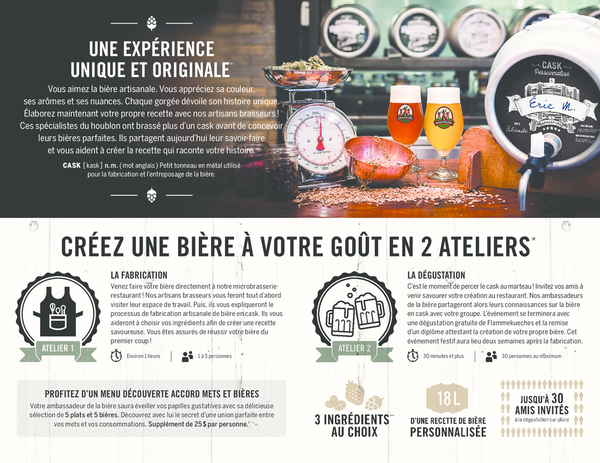 UNE EXPÉRIENCE
UNIQUE ET ORIGINALE*
Vous aimez la bière artisanale. Vous appréciez sa couleur,
ses arômes et ses nuances. Chaque gorgée dévoile son histoire unique.
Élaborez maintenant votre propre recette avec nos artisans brasseurs !
Ces spécialistes du houblon ont brassé plus d'un cask avant de concevoir
leurs bières parfaites. Ils partagent aujourd'hui leur savoir-faire
et vous aident à créer la recette qui raconte votre histoire.
CASK [ kask ] n. m. ( mot anglais ) Petit tonneau en métal utilisé
pour la fabrication et l'entreposage de la bière.
CASK
Personnalisé
Éric M.
Blonde
CRÉEZ UNE BIÈRE À VOTRE GOÛT EN 2 ATELIERS*
ATELIER 1
LA FABRICATION
Venez faire votre bière directement à notre microbrasserie-
restaurant ! Nos artisans brasseurs vous feront tout d'abord
visiter leur espace de travail. Puis, ils vous expliqueront le
processus de fabrication artisanale de bière en cask. Ils vous
aideront à choisir vos ingrédients afin de créer une recette
savoureuse. Vous êtes assurés de réussir votre bière du
premier coup !
Environ 1 heure
1 à 5 personnes
ATELIER 2
LA DÉGUSTATION
C'est le moment de percer le cask au marteau ! Invitez vos amis à
venir savourer votre création au restaurant. Nos ambassadeurs
de la bière partageront alors leurs connaissances sur la bière
en cask avec votre groupe. L'événement se terminera avec
une dégustation gratuite de Flammekueches et la remise
d'un diplôme attestant la création de votre propre bière. Cet
événement festif aura lieu deux semaines après la fabrication.
30 minutes et plus
30 personnes au maximum
PROFITEZ D'UN MENU DÉCOUVERTE ACCORD METS ET BIÈRES
Votre ambassadeur de la bière saura éveiller vos papilles gustatives avec sa délicieuse
sélection de 5 plats et 5 bières. Découvrez avec lui le secret d'une union parfaite entre
vos mets et vos consommations. Supplément de 25 $ par personne.
3 INGRÉDIENTS**
AU CHOIX
18 L
D'UNE RECETTE DE BIÈRE
PERSONNALISÉE
JUSQU'À 30
AMIS INVITÉS
à la dégustation sur place